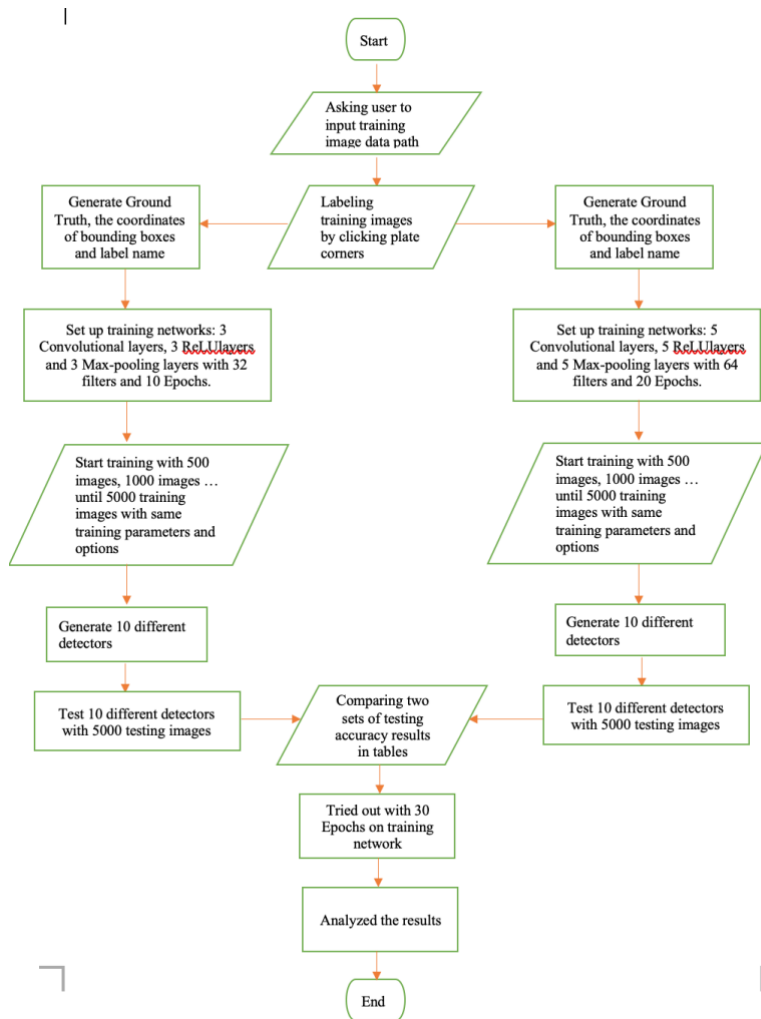 Start
Asking user to
input training
image data path
Labeling
training images
by clicking plate
corners
Generate Ground
Truth, the coordinates
of bounding boxes
and label name
Generate Ground
Truth, the coordinates
of bounding boxes
and label name
Set up training networks: 3
Convolutional layers, 3 ReLUlayers
and 3 Max-pooling layers with 32
filters and 10 Epochs.
Set up training networks: 5
Convolutional layers, 5 ReLUlayers
and 5 Max-pooling layers with 64
filters and 20 Epochs.
Start training with 500
images, 1000 images …
until 5000 training
images with same
training parameters and
options
Start training with 500
images, 1000 images …
until 5000 training
images with same
training parameters and
options
Generate 10 different
detectors
Generate 10 different
detectors
Test 10 different detectors
with 5000 testing images
Comparing two
sets of testing
accuracy results
in tables
Test 10 different detectors
with 5000 testing images
Tried out with 30
Epochs on training
network
Analyzed the results
End